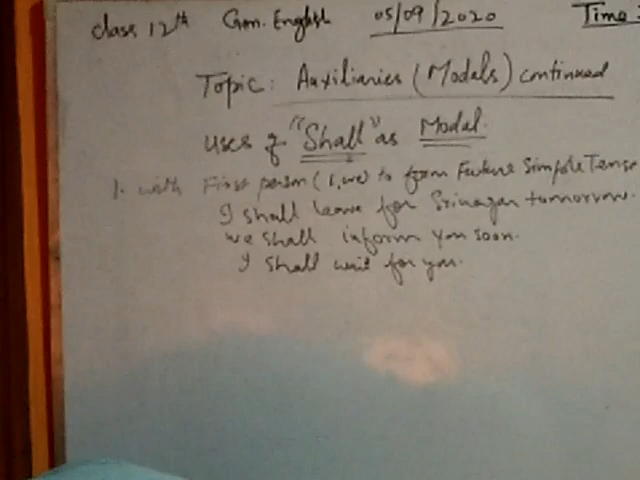 class 12th Gen. English 05/09/2020 Time:
Topic: Auxiliaries (Modals) continued
uses of "Shall" as Modal.
1. with First person (I, we) to form Future Simple Tense
I shall leave for Srinagar tomorrow.
we shall inform you soon.
I shall wait for you.